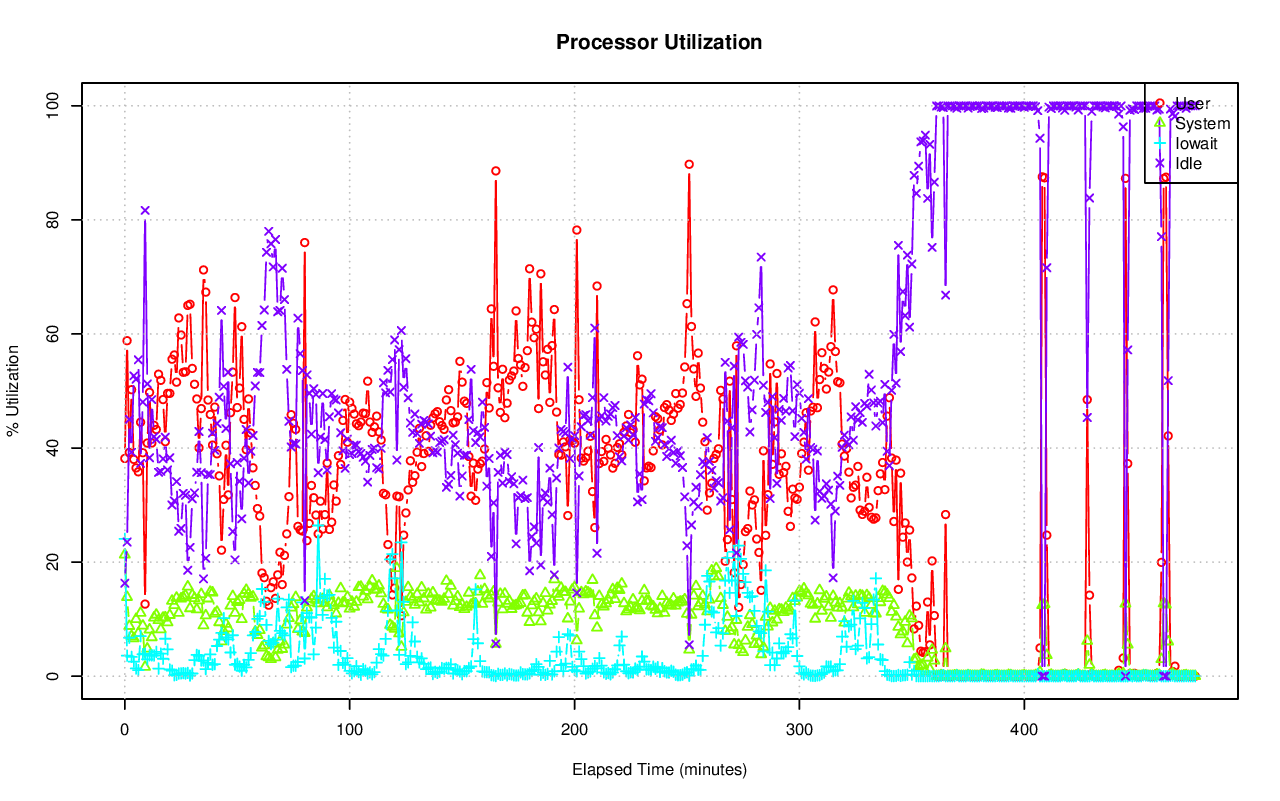 Processor Utilization
% Utilization
100
80
60
40
20
0
User
System
Iowait
Idle
0 100 200 300 400
Elapsed Time (minutes)